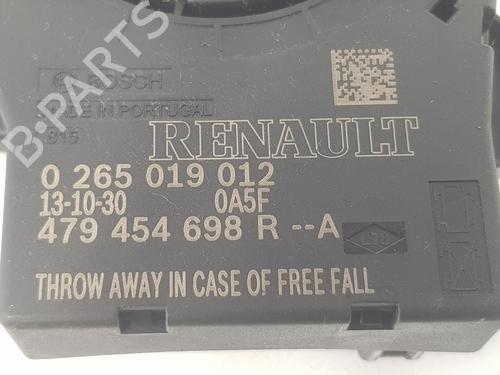 BOSCH
MADE IN PORTUGAL
815
RENAULT
0 265 019 012
13-10-30 0A5F
479 454 698 R --A
THROW AWAY IN CASE OF FREE FALL
B-PARTS